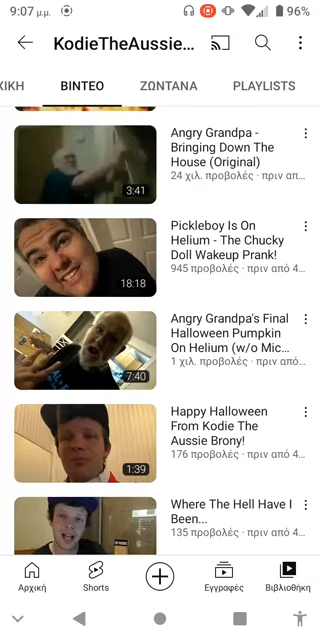 9:07 μ.μ.
96%
KodieTheAussie...
ΧΙΚΗ ΒΙΝΤΕΟ ΖΩΝΤΑΝΑ PLAYLISTS
Angry Grandpa -
Bringing Down The
House (Original)
24 χιλ. προβολές · πριν απ...
3:41
Pickleboy Is On
Helium - The Chucky
Doll Wakeup Prank!
945 προβολές · πριν από 4...
18:18
Angry Grandpa's Final
Halloween Pumpkin
On Helium (w/o Mic...
1 χιλ. προβολές · πριν από...
7:40
Happy Halloween
From Kodie The
Aussie Brony!
176 προβολές · πριν από 4...
1:39
Where The Hell Have I
Been...
135 προβολές · πριν από 4...
Αρχική Shorts Εγγραφές Βιβλιοθήκη